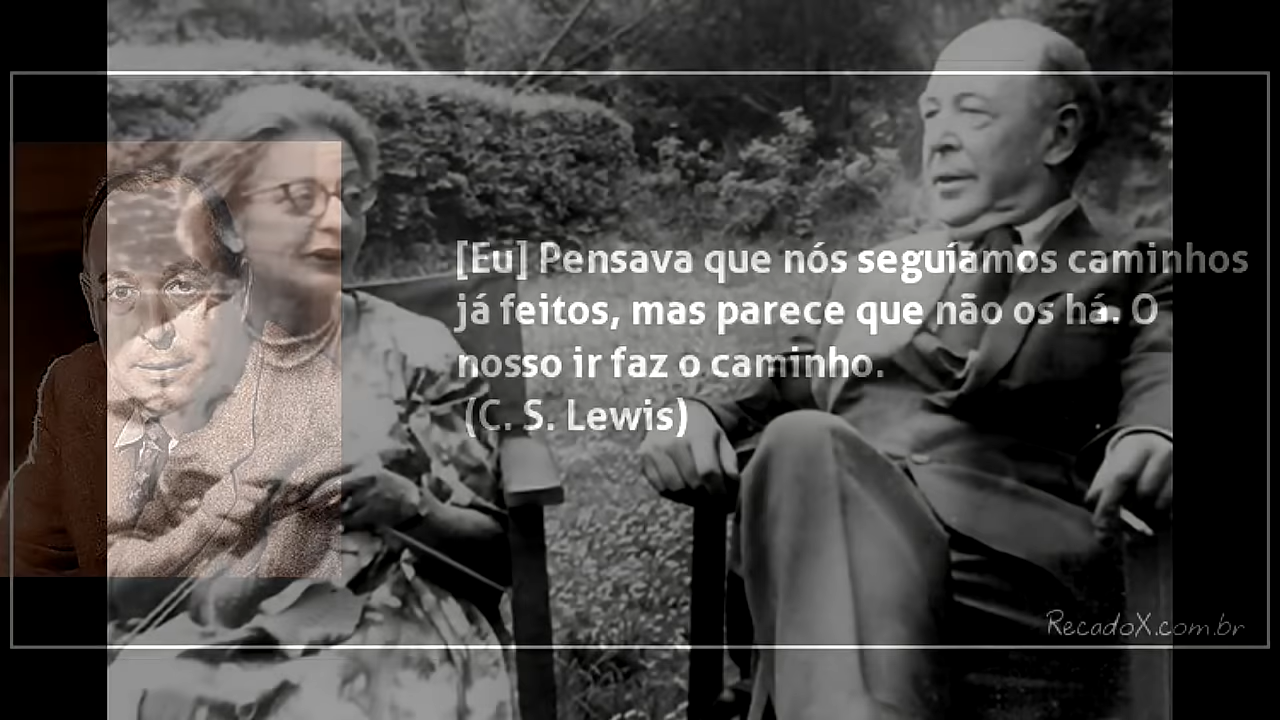 [Eu] Pensava que nós seguíamos caminhos
já feitos, mas parece que não os há. O
nosso ir faz o caminho.
(C. S. Lewis)
RecadoX.com.br